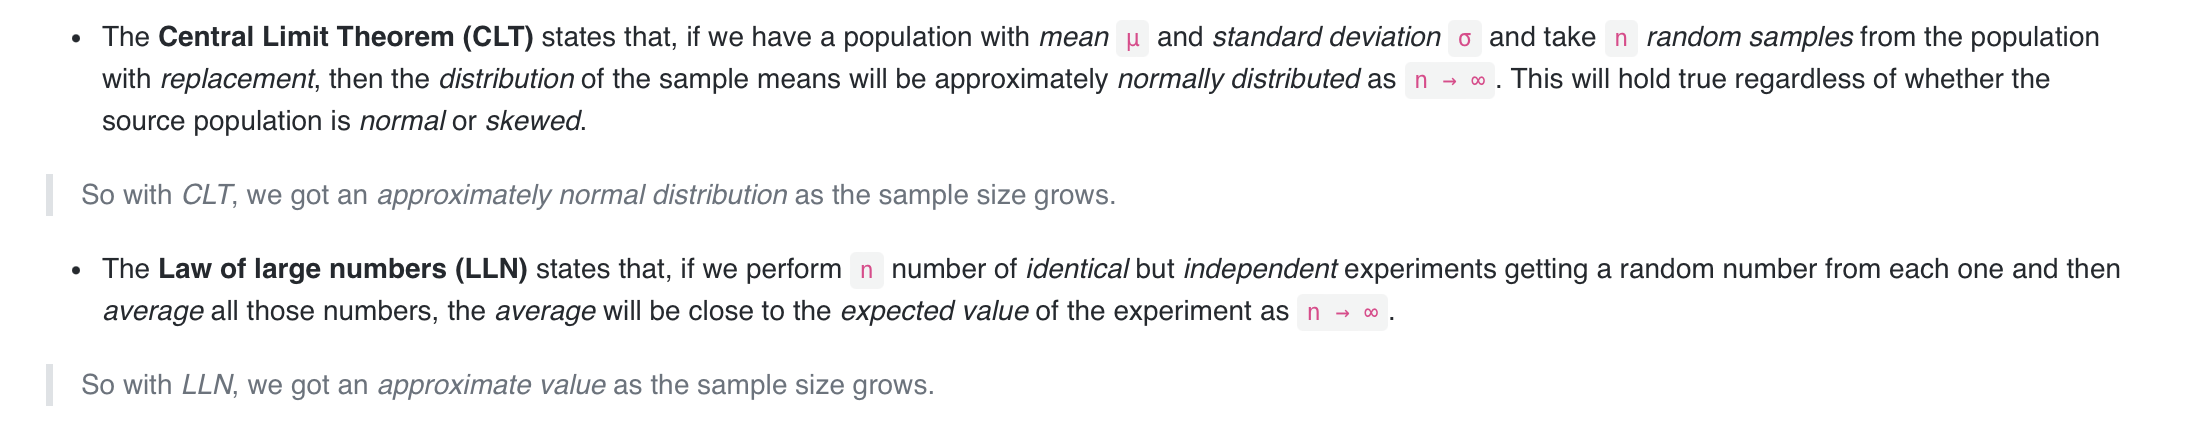 The Central Limit Theorem (CLT) states that, if we have a population with mean μ and standard deviation σ and take n random samples from the population
with replacement, then the distribution of the sample means will be approximately normally distributed as n → ∞. This will hold true regardless of whether the
source population is normal or skewed.
So with CLT, we got an approximately normal distribution as the sample size grows.
The Law of large numbers (LLN) states that, if we perform n number of identical but independent experiments getting a random number from each one and then
average all those numbers, the average will be close to the expected value of the experiment as n → ∞.
So with LLN, we got an approximate value as the sample size grows.